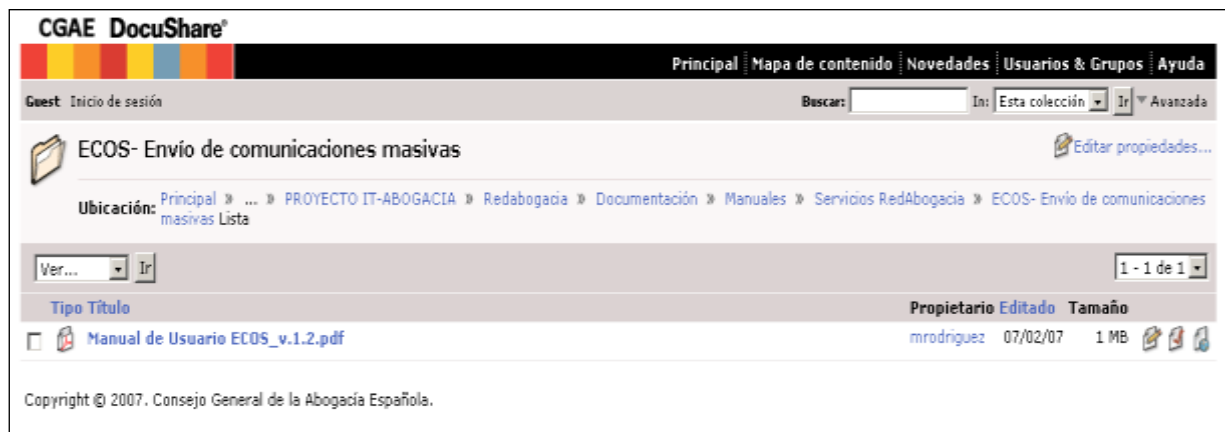 CGAE DocuShare®
Principal Mapa de contenido Novedades Usuarios & Grupos Ayuda
Guest Inicio de sesión Buscar: In: Esta colección Ir Avanzada
ECOS- Envío de comunicaciones masivas Editar propiedades...
Ubicación: Principal » ... » PROYECTO IT-ABOGACIA » Redabogacia » Documentación » Manuales » Servicios RedAbogacia » ECOS- Envío de comunicaciones
masivas Lista
Ver... Ir 1 - 1 de 1
Tipo Título Propietario Editado Tamaño
Manual de Usuario ECOS_v.1.2.pdf mrodriguez 07/02/07 1 MB
Copyright © 2007. Consejo General de la Abogacía Española.